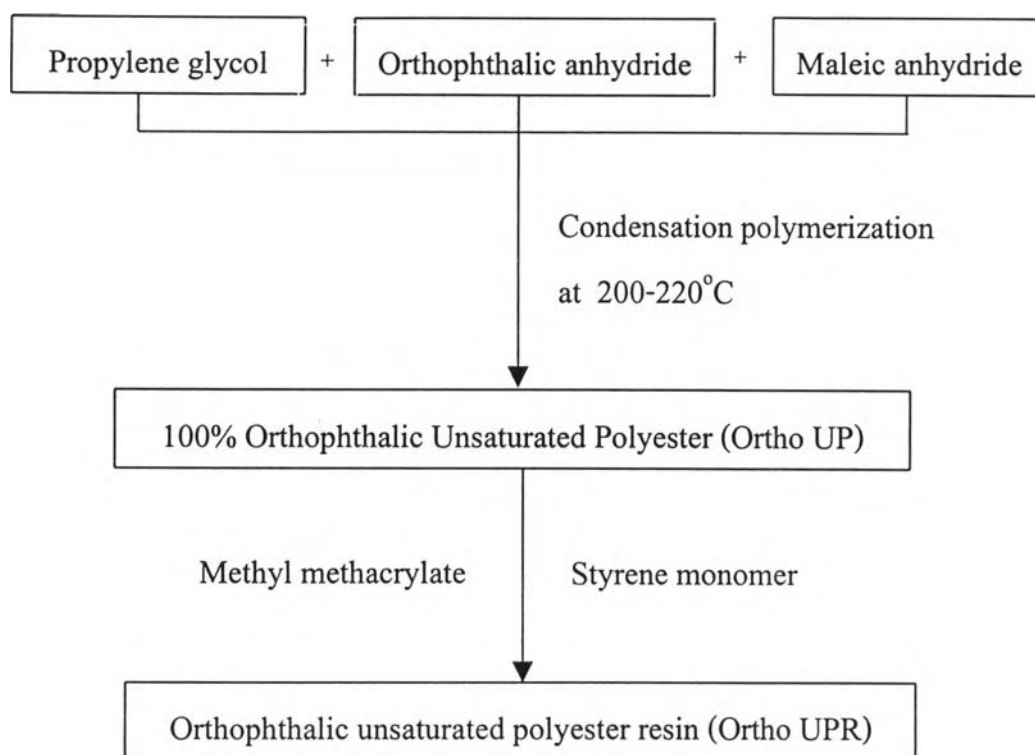 Propylene glycol + Orthophthalic anhydride + Maleic anhydride
Condensation polymerization
at 200-220°C
100% Orthophthalic Unsaturated Polyester (Ortho UP)
Methyl methacrylate Styrene monomer
Orthophthalic unsaturated polyester resin (Ortho UPR)